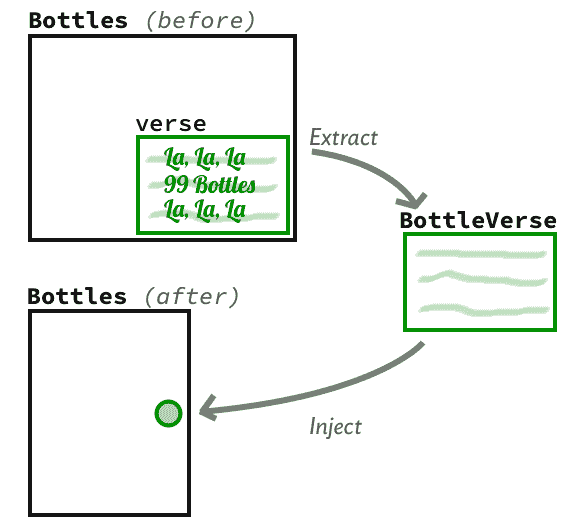 Bottles (before)
verse
La, La, La
99 Bottles
La, La, La
Extract
BottleVerse
Bottles (after)
Inject